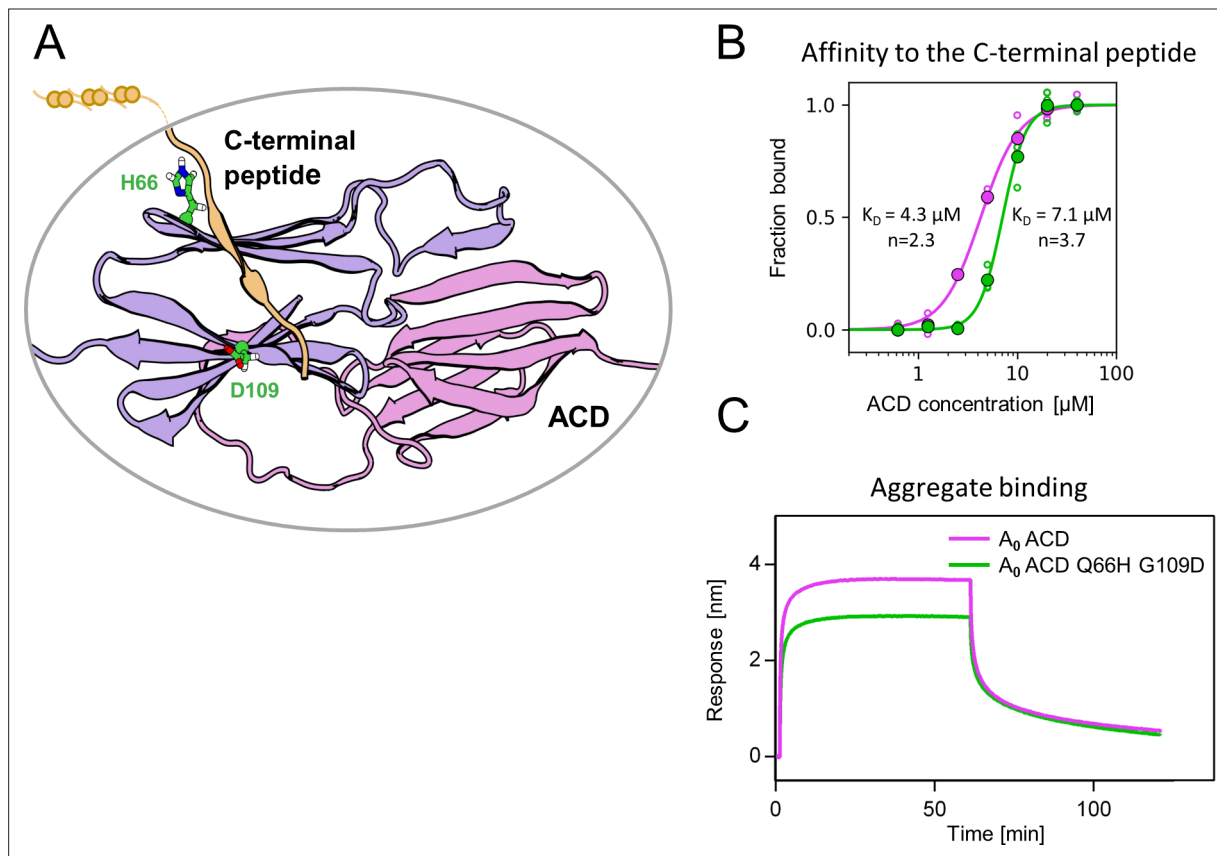 A
C-terminal
peptide
H66
D109
ACD
B
Affinity to the C-terminal peptide
Fraction bound
1.0
0.5
0.0
K_D = 4.3 µM
n=2.3
K_D = 7.1 µM
n=3.7
1
10
100
ACD concentration [µM]
C
Aggregate binding
A₀ ACD
A₀ ACD Q66H G109D
Response [nm]
4
2
0
0
50
100
Time [min]